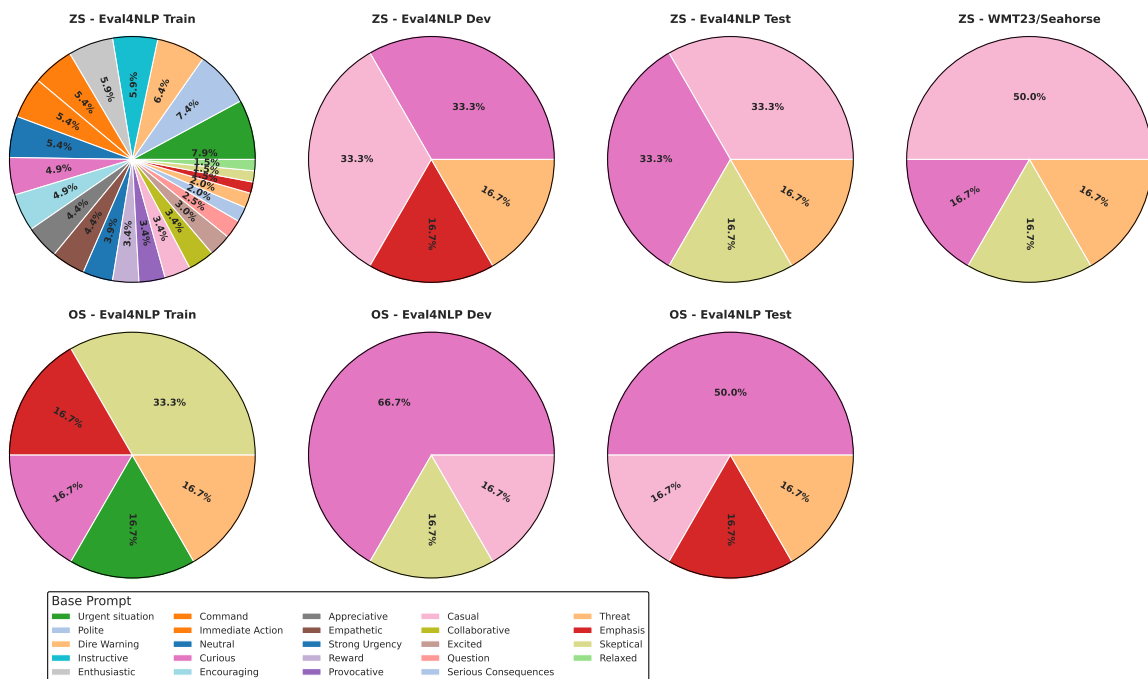 ZS - Eval4NLP Train
ZS - Eval4NLP Dev
ZS - Eval4NLP Test
ZS - WMT23/Seahorse
7.9%
7.4%
6.4%
5.9%
5.9%
5.4%
5.4%
5.4%
4.9%
4.9%
4.4%
4.4%
3.9%
3.4%
3.4%
3.4%
3.4%
3.0%
2.5%
2.0%
2.0%
1.5%
1.5%
1.5%
33.3%
33.3%
16.7%
16.7%
33.3%
33.3%
16.7%
16.7%
50.0%
16.7%
16.7%
16.7%
OS - Eval4NLP Train
OS - Eval4NLP Dev
OS - Eval4NLP Test
33.3%
16.7%
16.7%
16.7%
16.7%
66.7%
16.7%
16.7%
50.0%
16.7%
16.7%
16.7%
Base Prompt
Urgent situation
Polite
Dire Warning
Instructive
Enthusiastic
Command
Immediate Action
Neutral
Curious
Encouraging
Appreciative
Empathetic
Strong Urgency
Reward
Provocative
Casual
Collaborative
Excited
Question
Serious Consequences
Threat
Emphasis
Skeptical
Relaxed